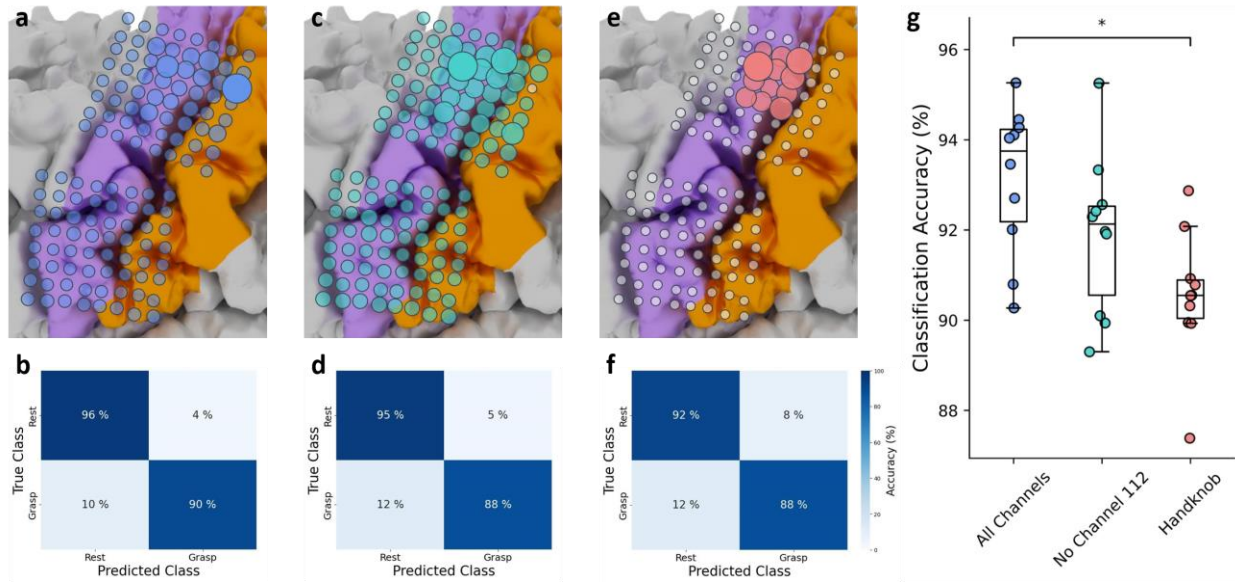 a
c
e
g
*
Classification Accuracy (%)
96
94
92
90
88
All Channels
No Channel 112
Handknob
b
True Class
Rest
Grasp
96 %
4 %
10 %
90 %
Rest
Grasp
Predicted Class
d
True Class
Rest
Grasp
95 %
5 %
12 %
88 %
Rest
Grasp
Predicted Class
f
True Class
Rest
Grasp
92 %
8 %
12 %
88 %
Rest
Grasp
Predicted Class
100
80
60
40
20
0
Accuracy (%)